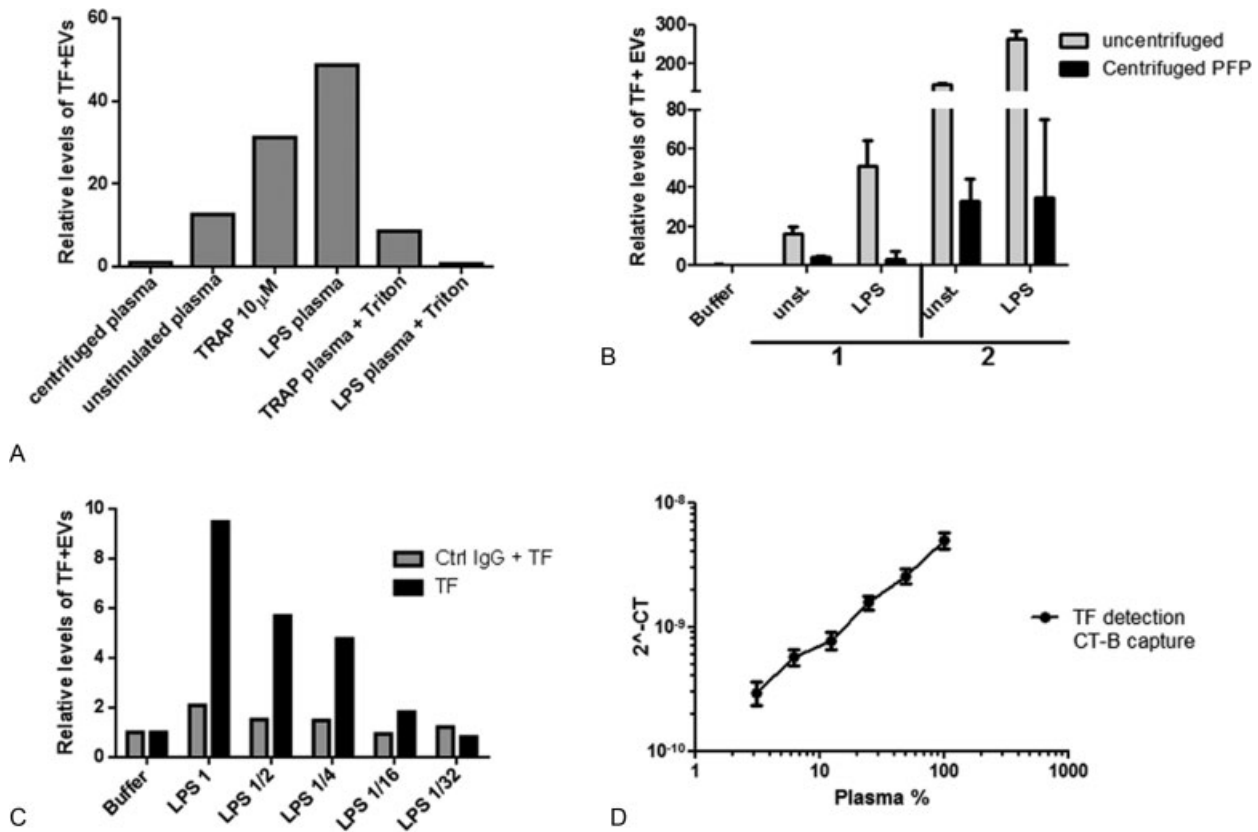 60
40
20
0
Relative levels of TF+EVs
centrifuged plasma
unstimulated plasma
TRAP 10μM
LPS plasma
TRAP plasma + Triton
LPS plasma + Triton
A
300
200
80
60
40
20
0
Relative levels of TF+ EVs
uncentrifuged
Centrifuged PFP
Buffer
unst.
LPS
unst.
LPS
1
2
B
10
8
6
4
2
0
Relative levels of TF+EVs
Ctrl IgG + TF
TF
Buffer
LPS 1
LPS 1/2
LPS 1/4
LPS 1/16
LPS 1/32
C
10-8
10-9
10-10
2^-CT
TF detection
CT-B capture
1
10
100
1000
Plasma %
D